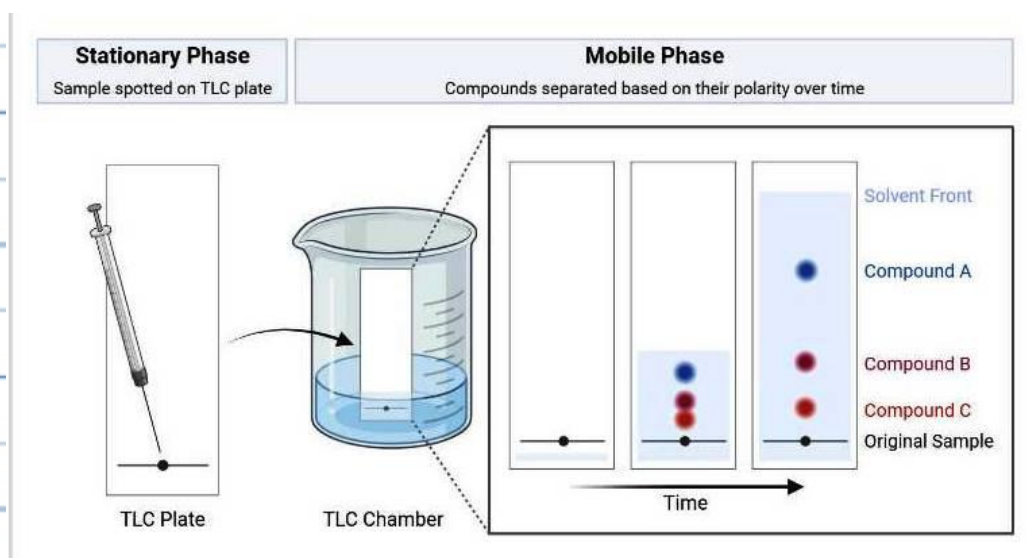 Stationary Phase
Sample spotted on TLC plate
Mobile Phase
Compounds separated based on their polarity over time
Solvent Front
Compound A
Compound B
Compound C
Original Sample
Time
TLC Plate
TLC Chamber